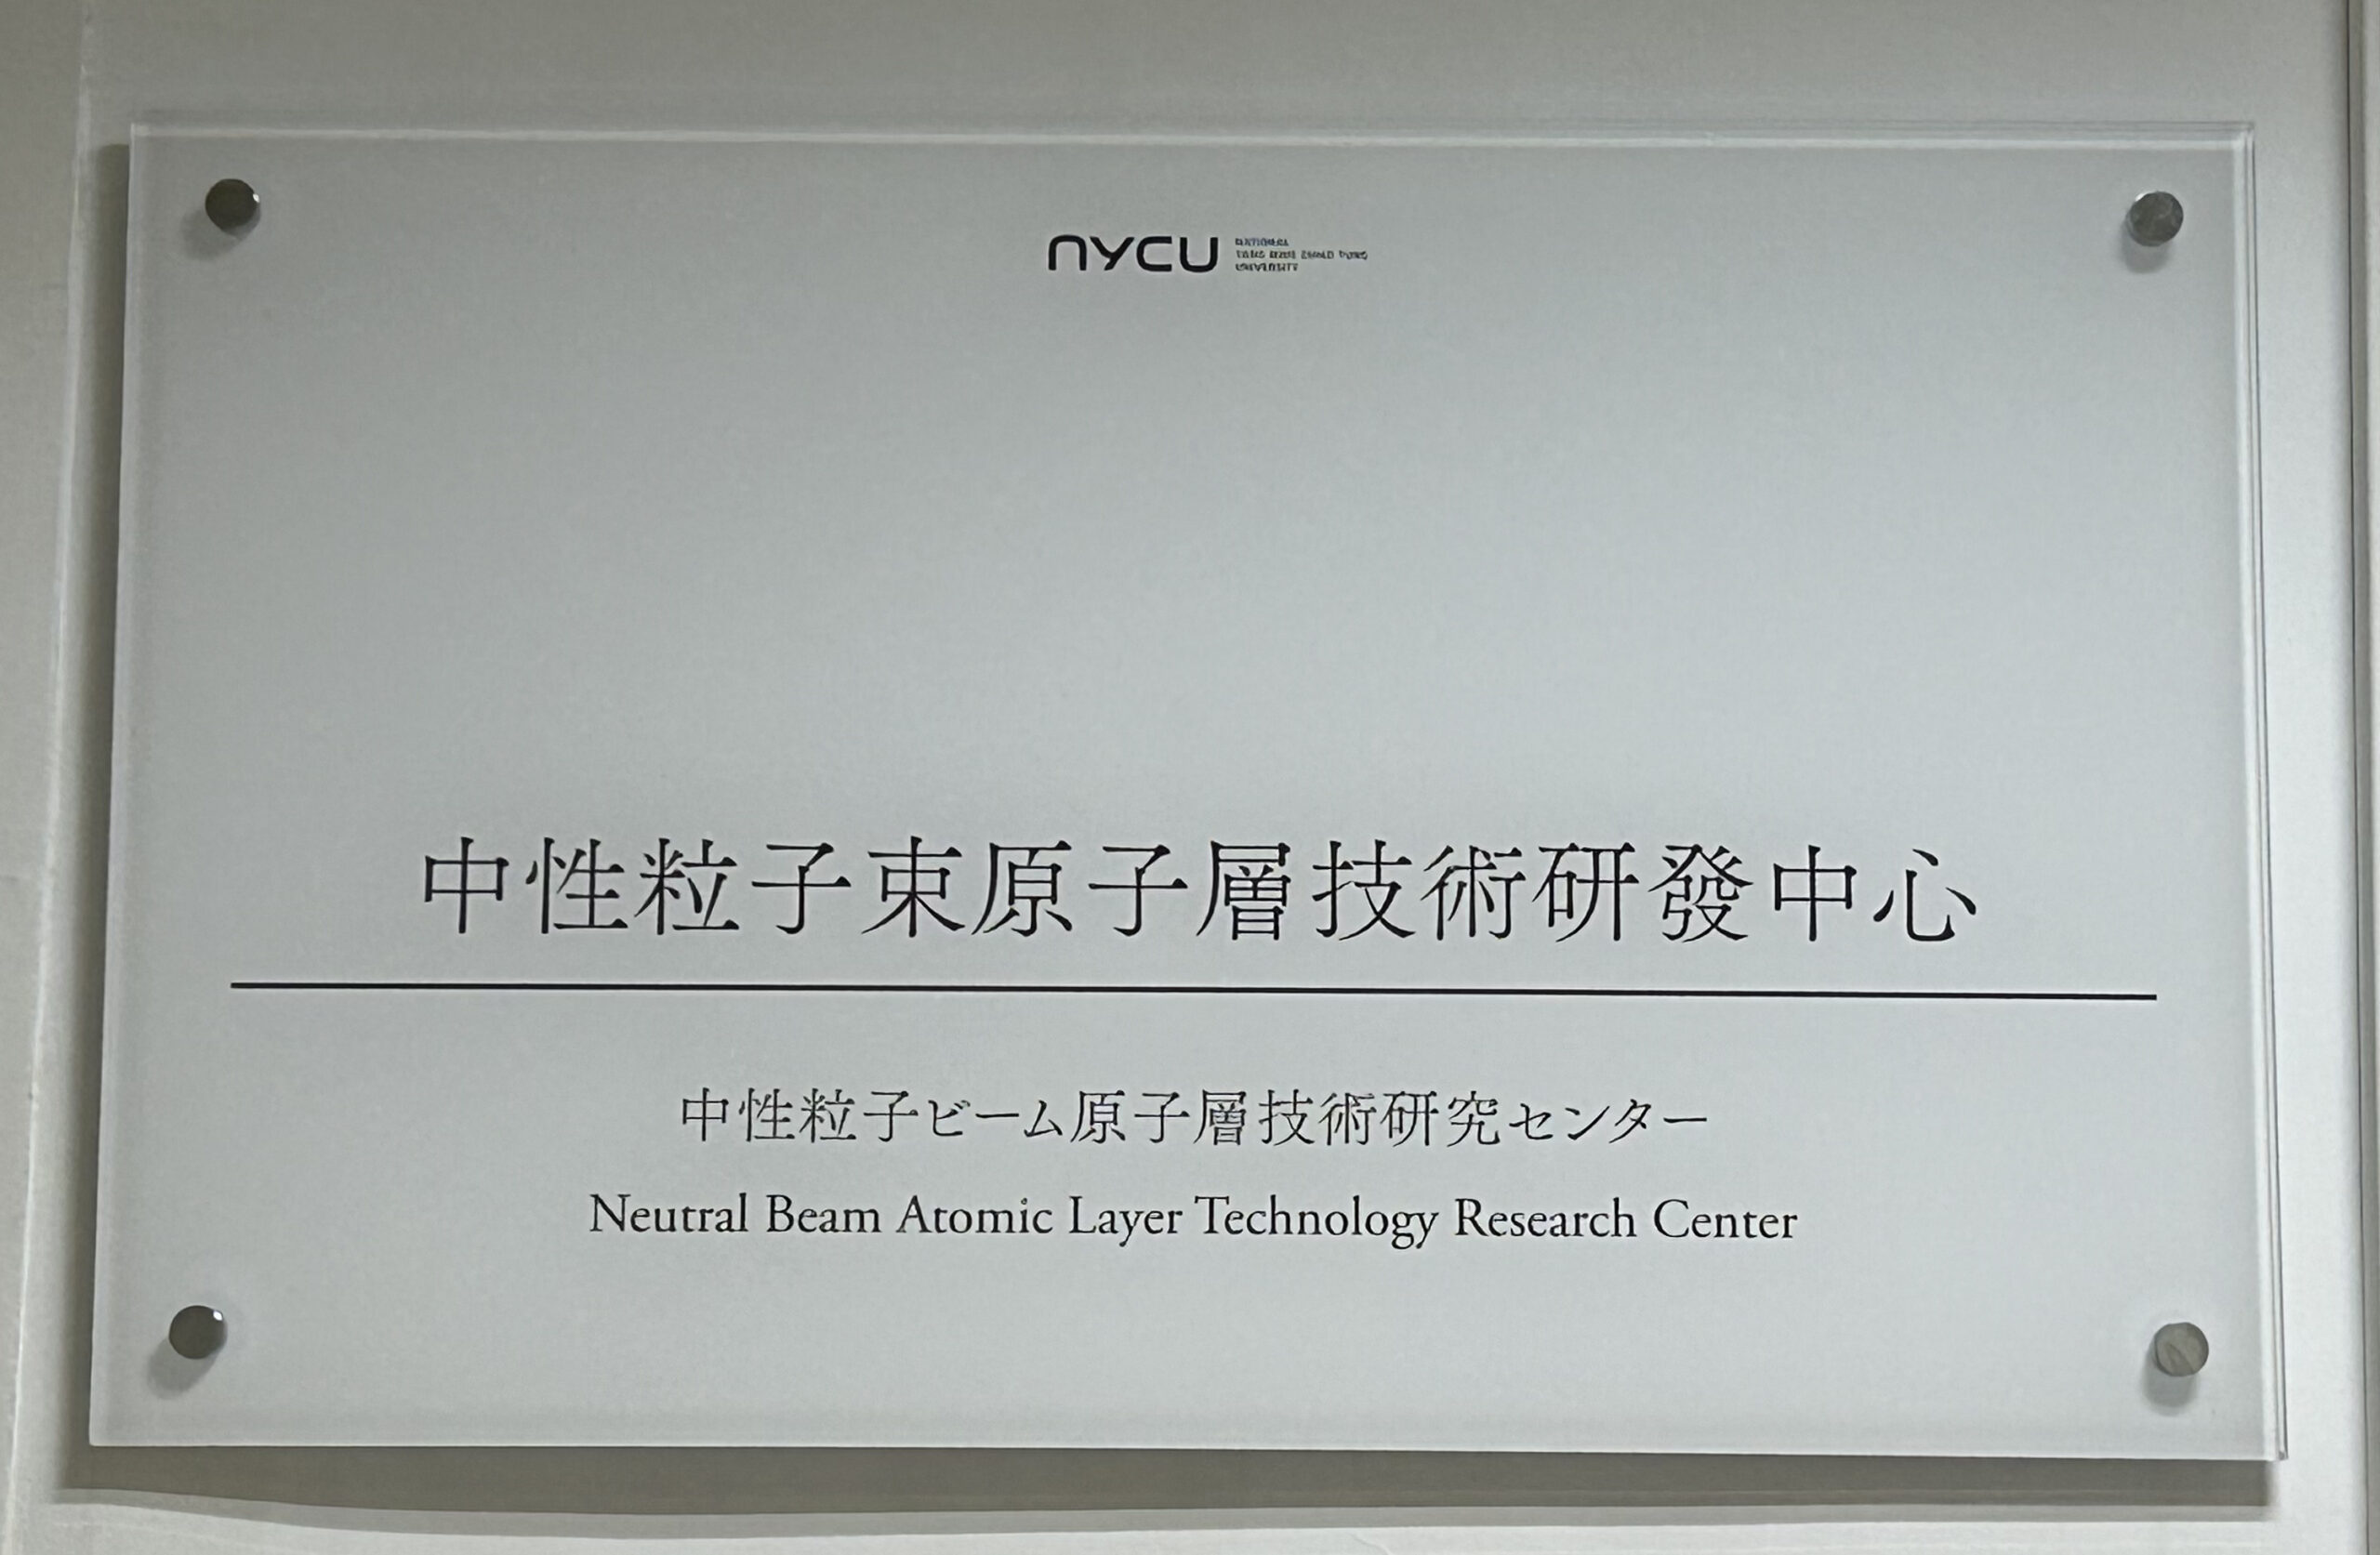 nycu
中性粒子束原子層技術研發中心
中性粒子ビーム原子層技術研究センター
Neutral Beam Atomic Layer Technology Research Center